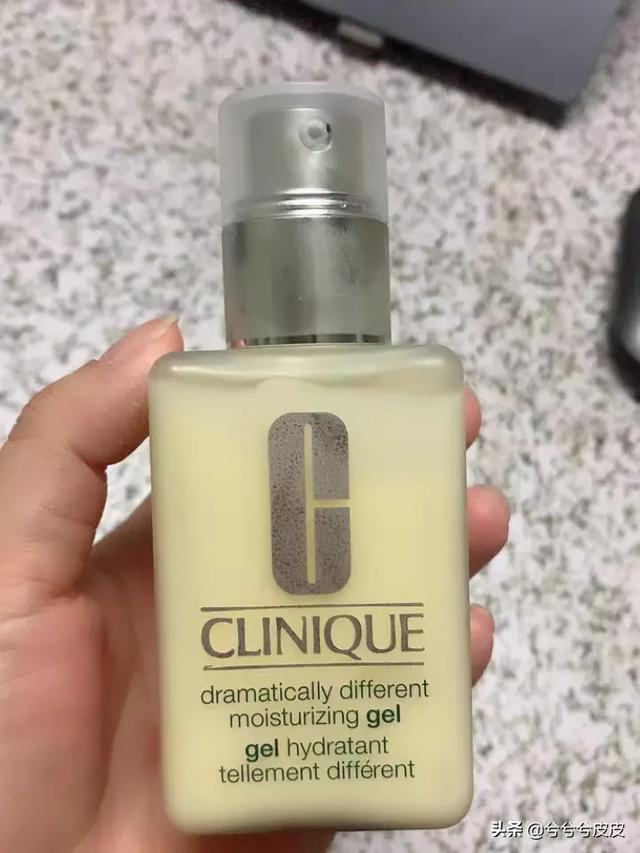 C
CLINIQUE
dramatically different
moisturizing gel
gel hydratant
tellement différent
头条 @兮兮兮皮皮